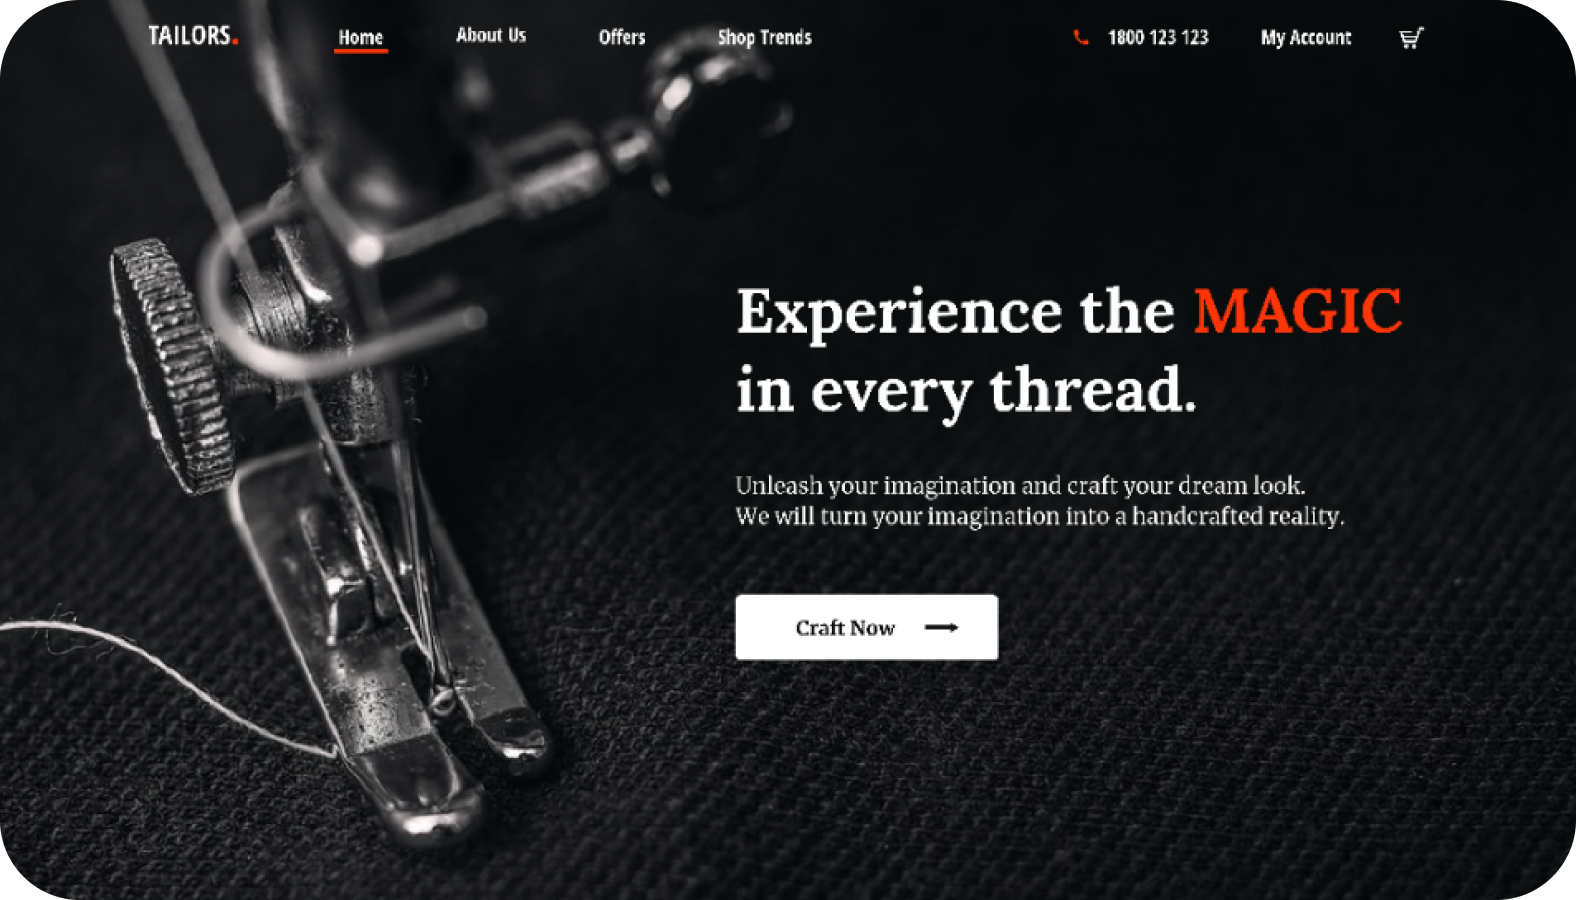 TAILORS.
Home
About Us
Offers
Shop Trends
1800 123 123
My Account
Experience the MAGIC
in every thread.
Unleash your imagination and craft your dream look.
We will turn your imagination into a handcrafted reality.
Craft Now